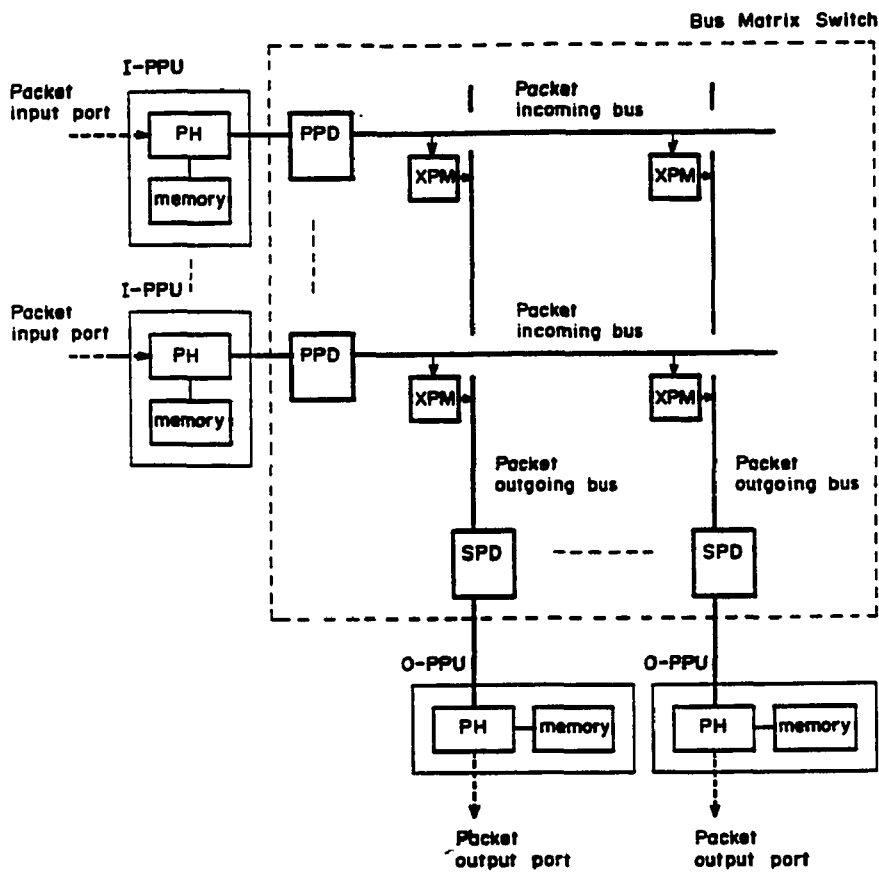 Bus Matrix Switch
I-PPU
Packet
input port
PH
memory
PPD
Packet
incoming bus
XPM
XPM
I-PPU
Packet
input port
PH
memory
PPD
Packet
incoming bus
XPM
XPM
Packet
outgoing bus
Packet
outgoing bus
SPD
SPD
O-PPU
O-PPU
PH
memory
PH
memory
Packet
output port
Packet
output port